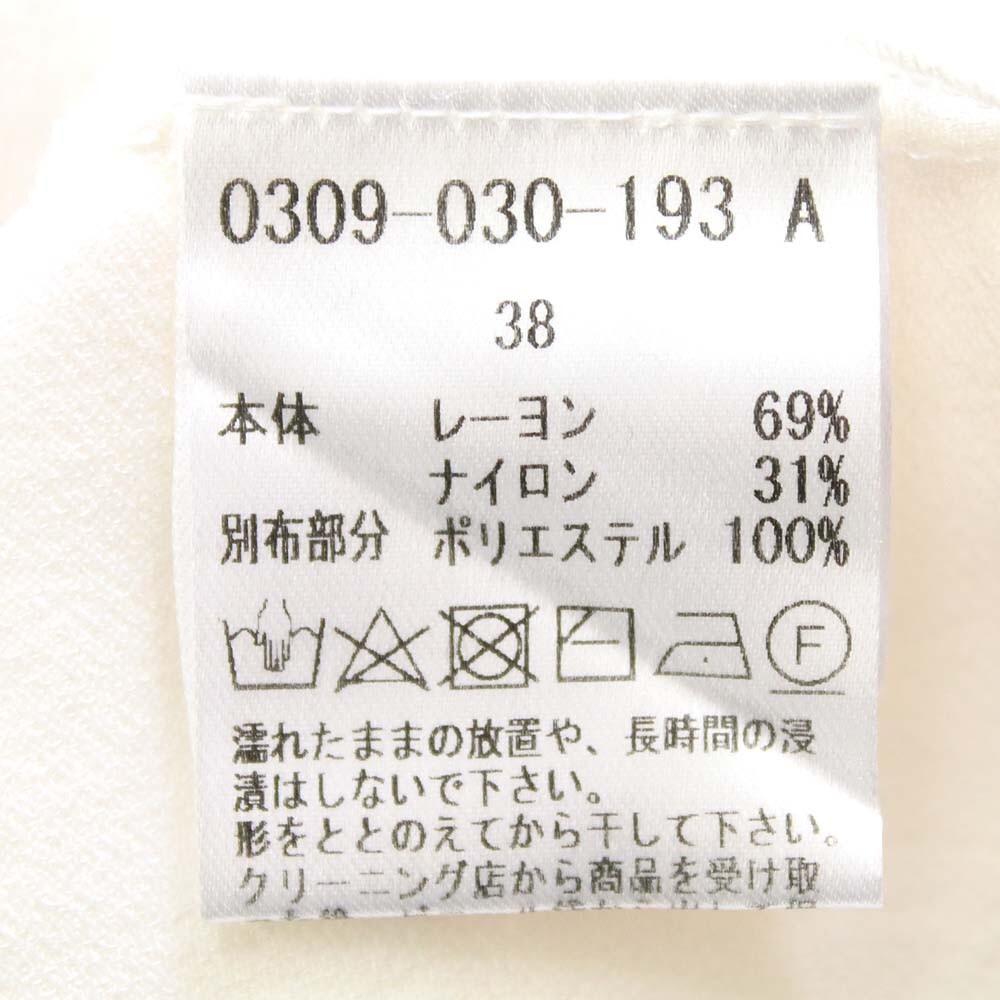 0309-030-193 A
38
本体 レーヨン 69%
ナイロン 31%
別布部分 ポリエステル 100%
F
濡れたままの放置や、長時間の浸
漬はしないで下さい。
形をととのえてから干して下さい。
クリーニング店から商品を受け取